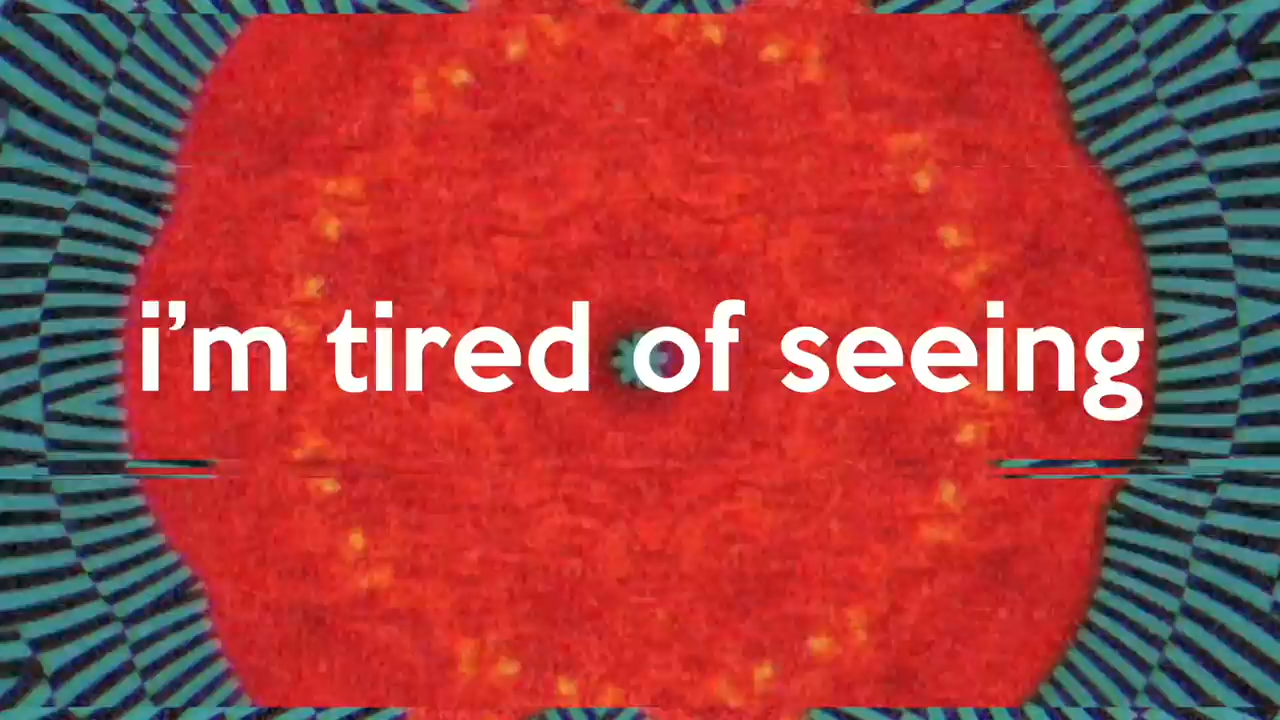 i’m tired of seeing